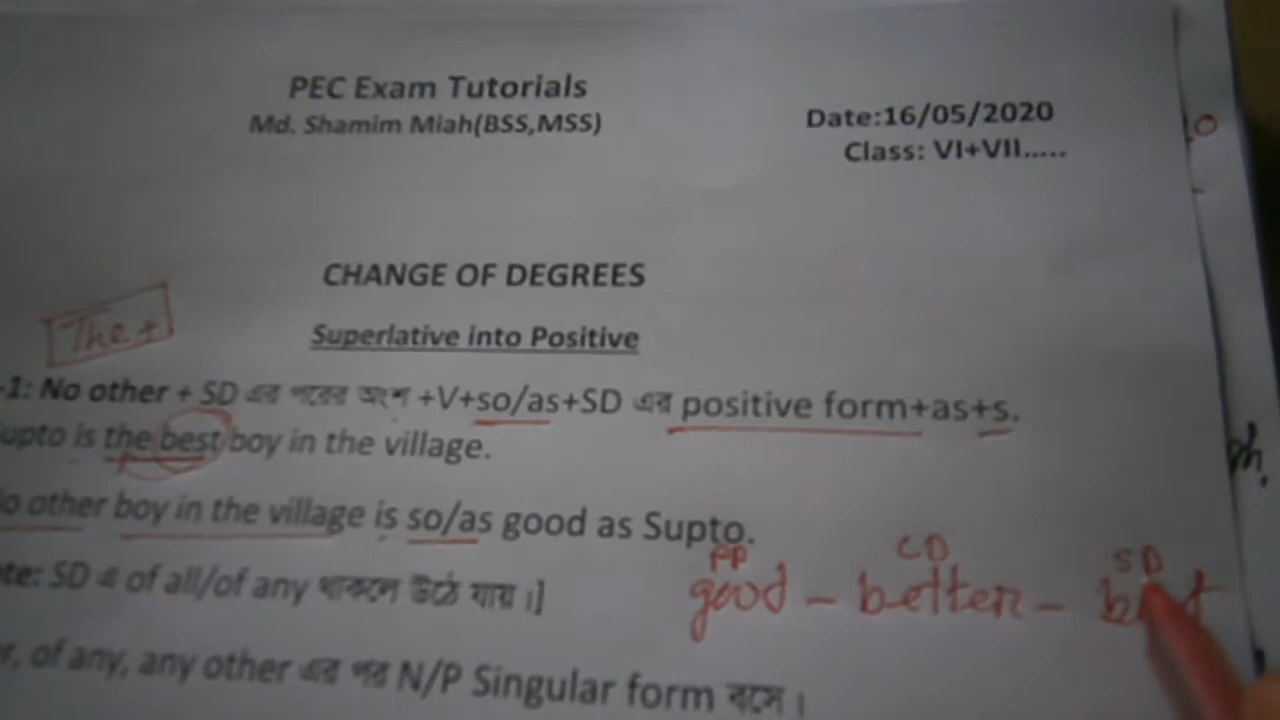 PEC Exam Tutorials
Md. Shamim Miah(BSS,MSS)
Date:16/05/2020
Class: VI+VII.....
CHANGE OF DEGREES
The +
Superlative into Positive
-1: No other + SD এর পরের অংশ +V+so/as+SD এর positive form+as+s.
upto is the best boy in the village.
o other boy in the village is so/as good as Supto.
PP CD SD
good - better -
te: SD এ of all/of any থাকলে উঠে যায় ।]
r, of any, any other এর পর N/P Singular form বসে ।